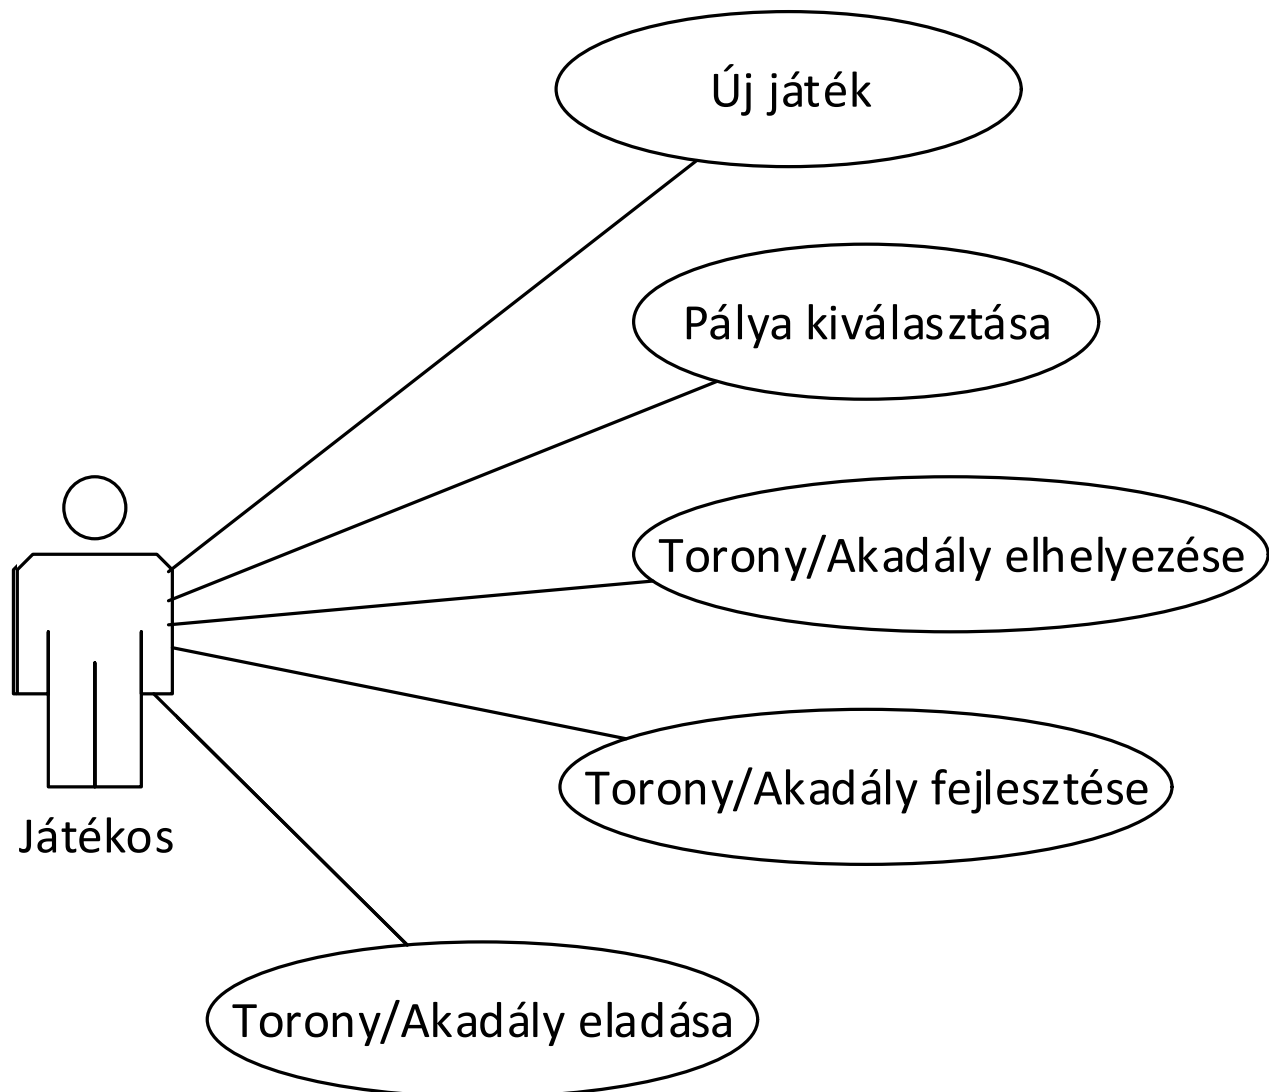 Új játék
Pálya kiválasztása
Torony/Akadály elhelyezése
Torony/Akadály fejlesztése
Játékos
Torony/Akadály eladása